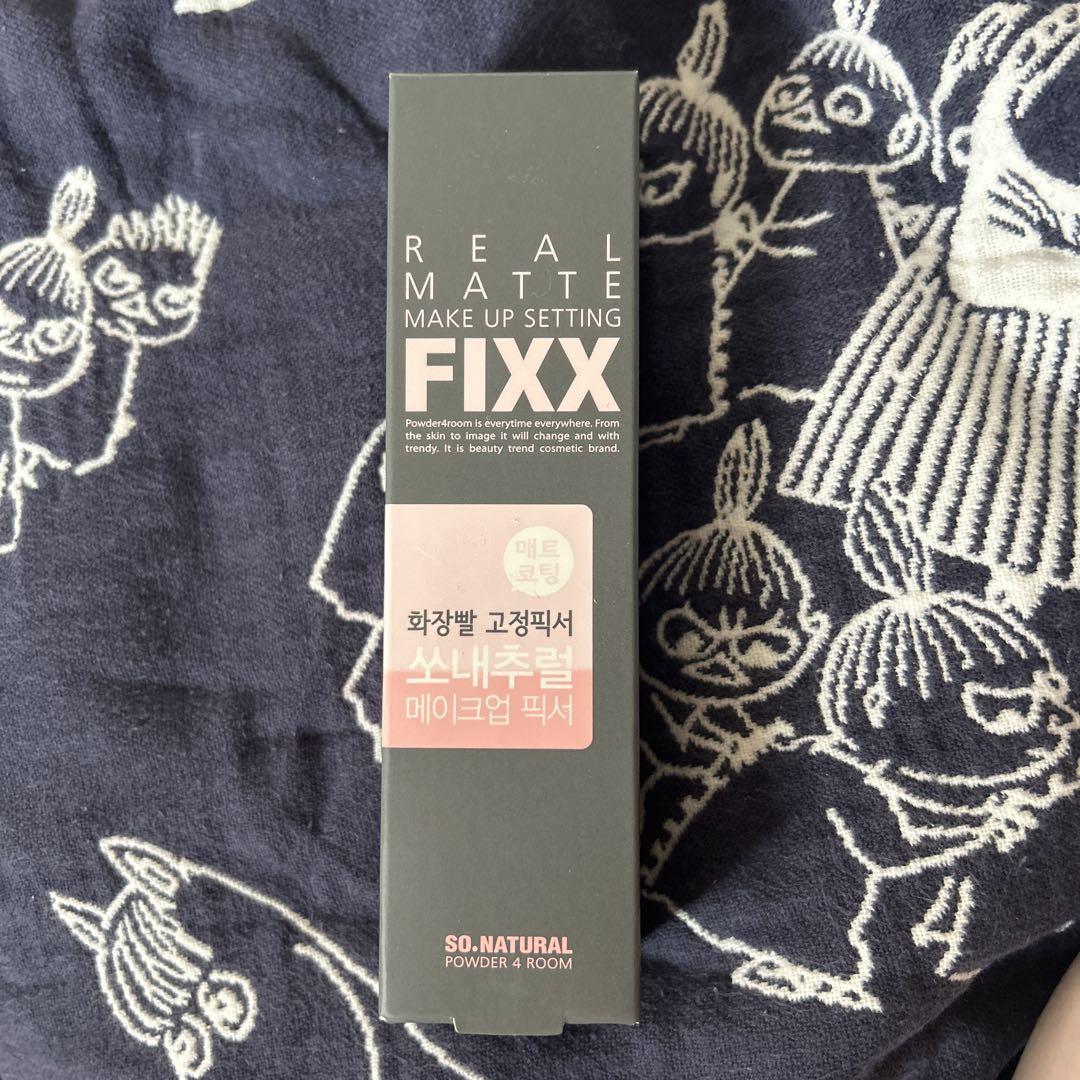 REAL
MATTE
MAKE UP SETTING
FIXX
Powder4room is everytime everywhere. From
the skin to image it will change and with
trendy. It is beauty trend cosmetic brand.
매트
코팅
화장빨 고정픽서
쏘내추럴
메이크업 픽서
SO.NATURAL
POWDER 4 ROOM